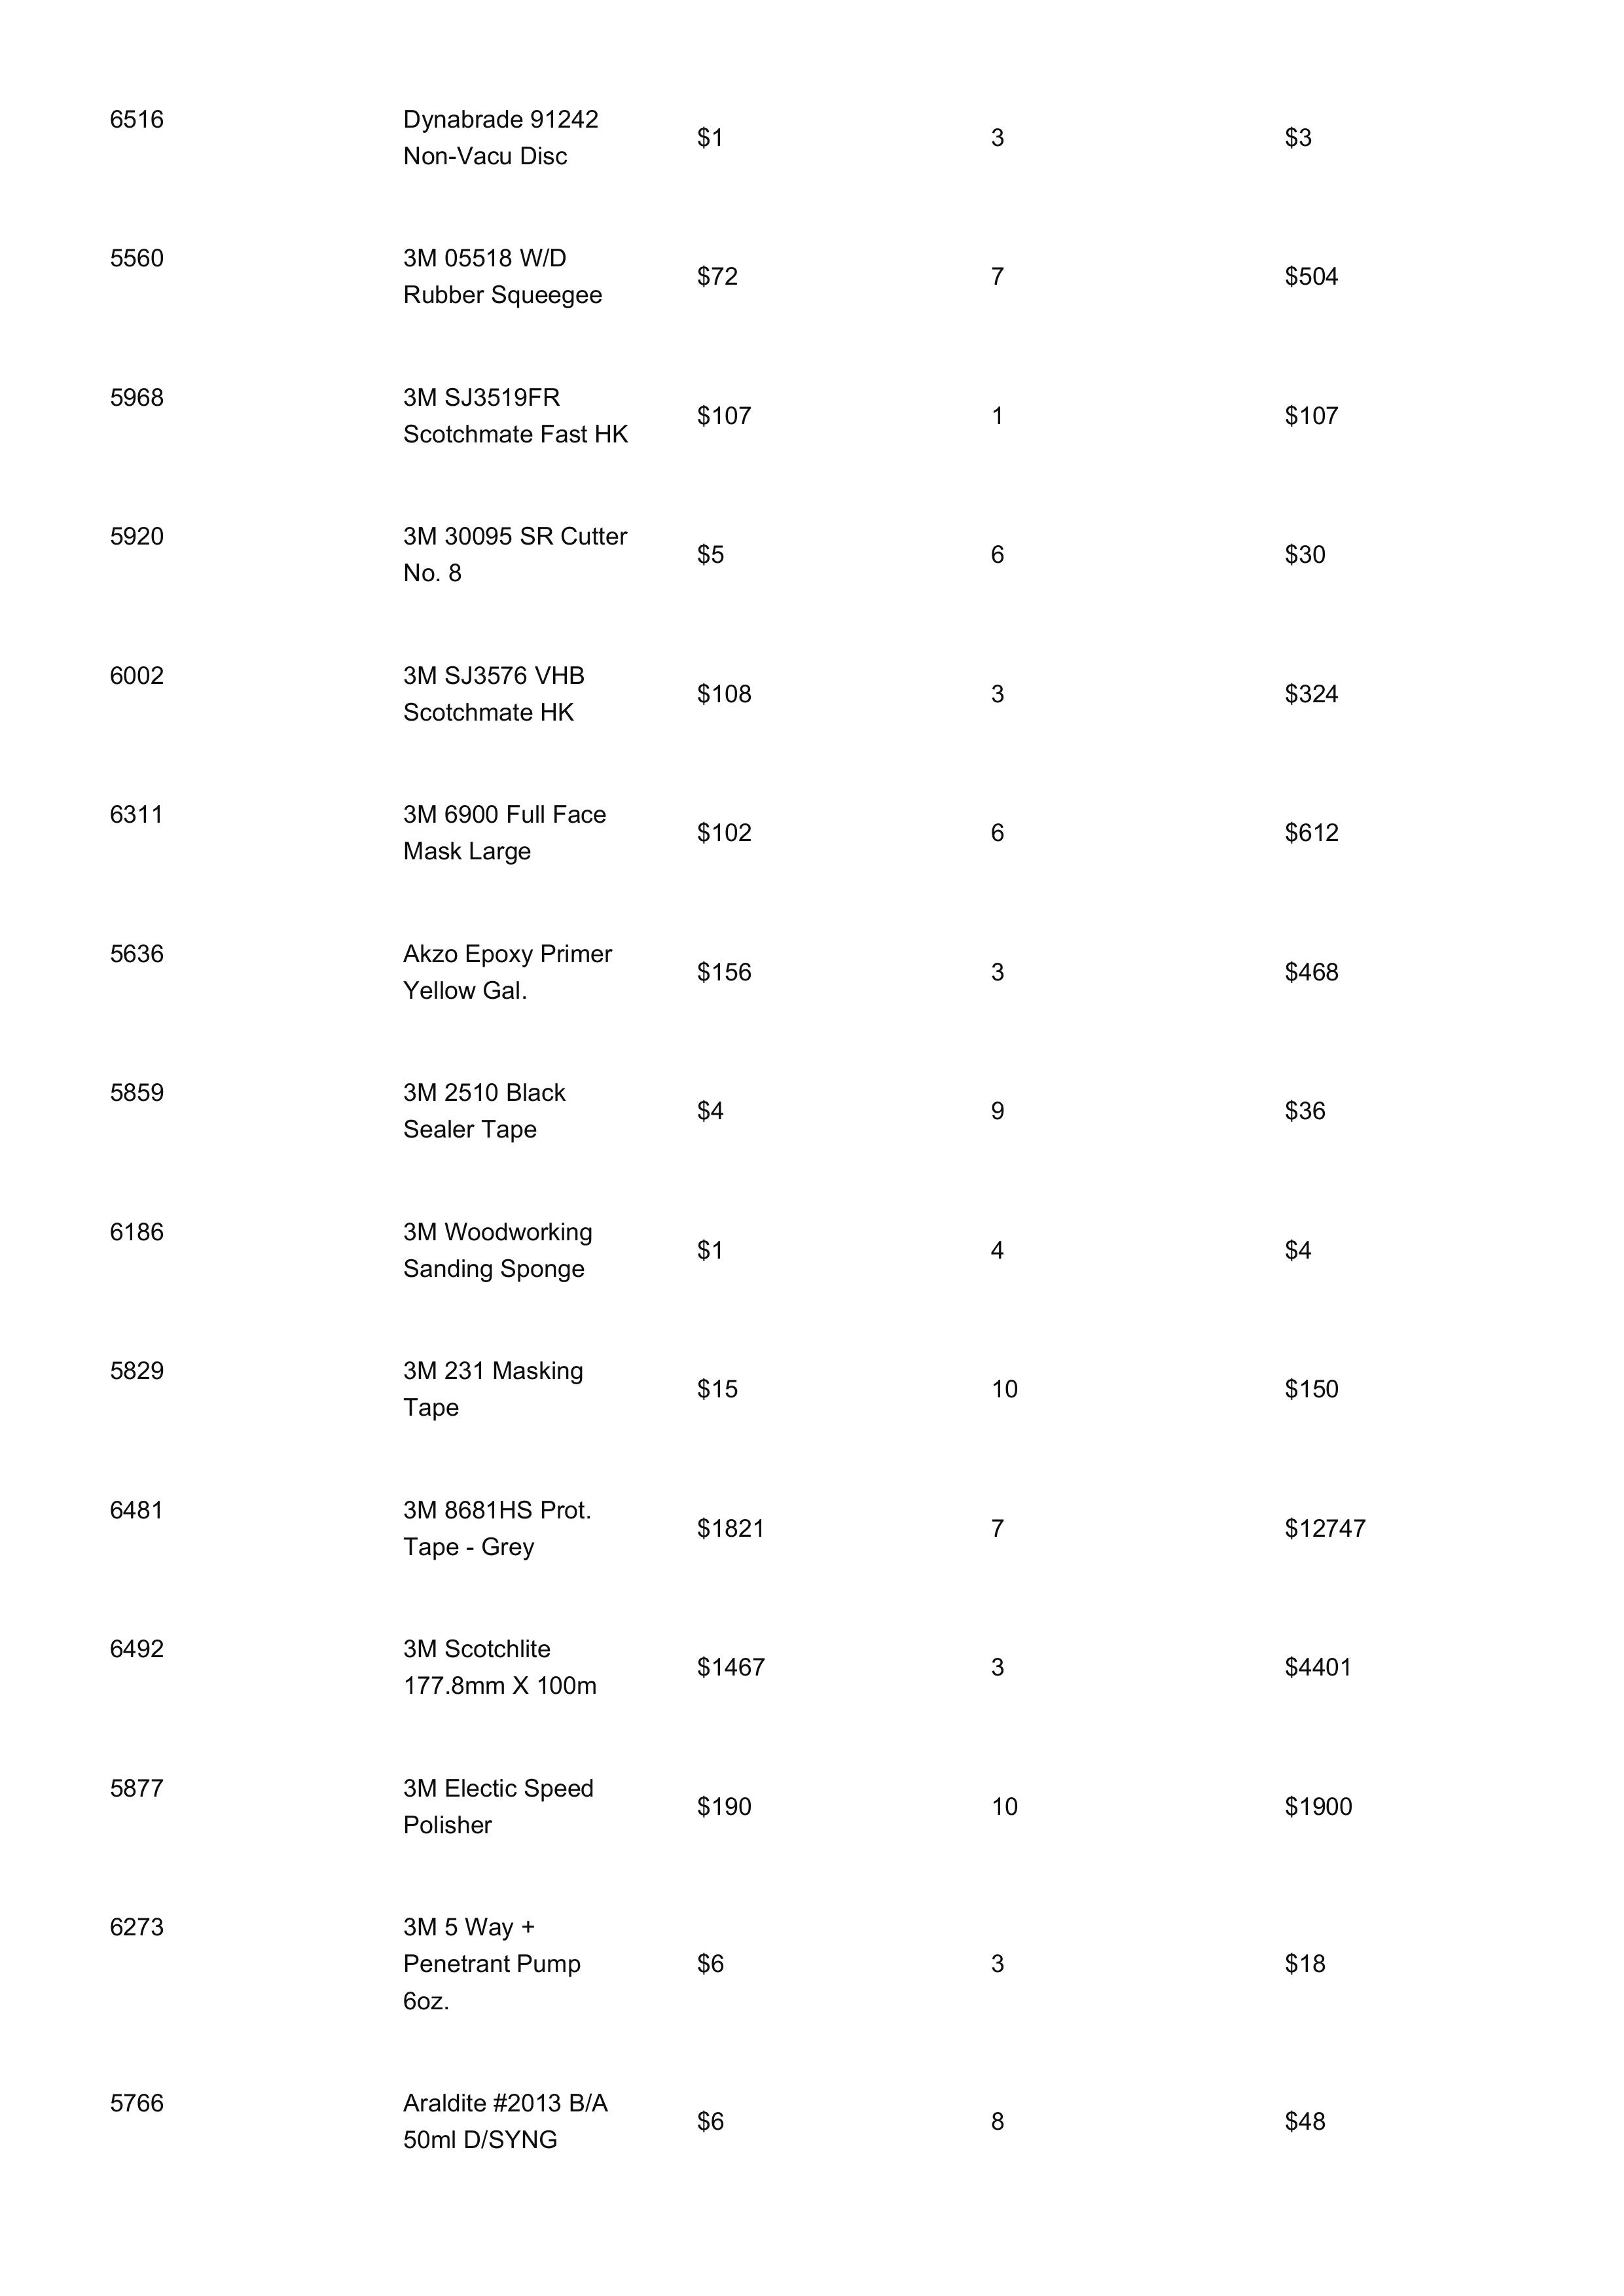 6516 Dynabrade 91242 $1 3 $3
Non-Vacu Disc
5560 3M 05518 W/D $72 7 $504
Rubber Squeegee
5968 3M SJ3519FR $107 1 $107
Scotchmate Fast HK
5920 3M 30095 SR Cutter $5 6 $30
No. 8
6002 3M SJ3576 VHB $108 3 $324
Scotchmate HK
6311 3M 6900 Full Face $102 6 $612
Mask Large
5636 Akzo Epoxy Primer $156 3 $468
Yellow Gal.
5859 3M 2510 Black $4 9 $36
Sealer Tape
6186 3M Woodworking $1 4 $4
Sanding Sponge
5829 3M 231 Masking $15 10 $150
Tape
6481 3M 8681HS Prot. $1821 7 $12747
Tape - Grey
6492 3M Scotchlite $1467 3 $4401
177.8mm X 100m
5877 3M Electic Speed $190 10 $1900
Polisher
6273 3M 5 Way +
Penetrant Pump $6 3 $18
6oz.
5766 Araldite #2013 B/A $6 8 $48
50ml D/SYNG